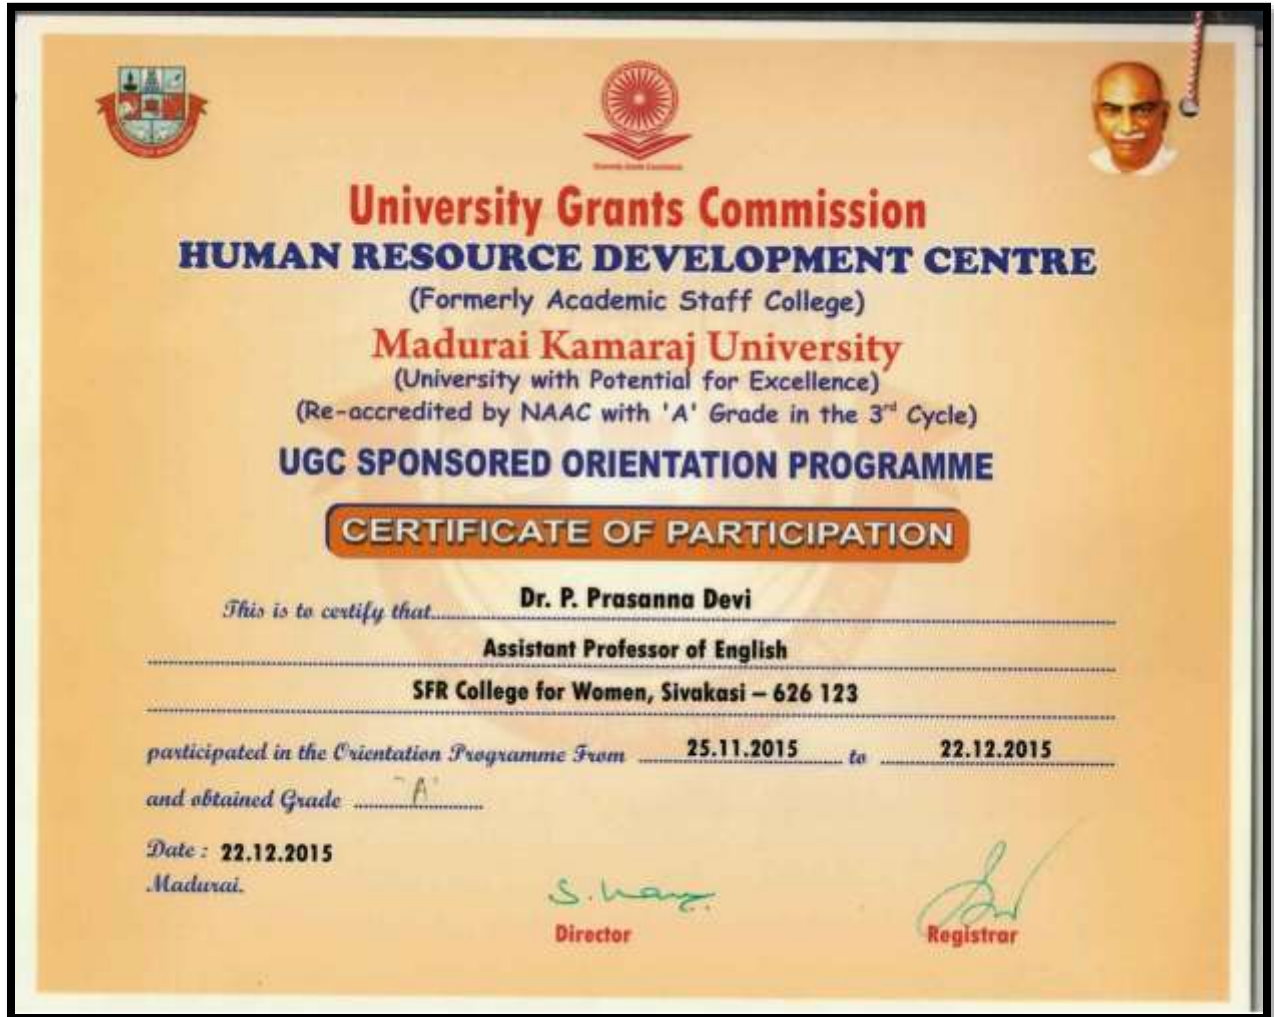 University Grants Commission
HUMAN RESOURCE DEVELOPMENT CENTRE
(Formerly Academic Staff College)
Madurai Kamaraj University
(University with Potential for Excellence)
(Re-accredited by NAAC with 'A' Grade in the 3rd Cycle)
UGC SPONSORED ORIENTATION PROGRAMME
CERTIFICATE OF PARTICIPATION
This is to certify that Dr. P. Prasanna Devi
Assistant Professor of English
SFR College for Women, Sivakasi – 626 123
participated in the Orientation Programme From 25.11.2015 to 22.12.2015
and obtained Grade 'A'
Date : 22.12.2015
Madurai.
Director Registrar